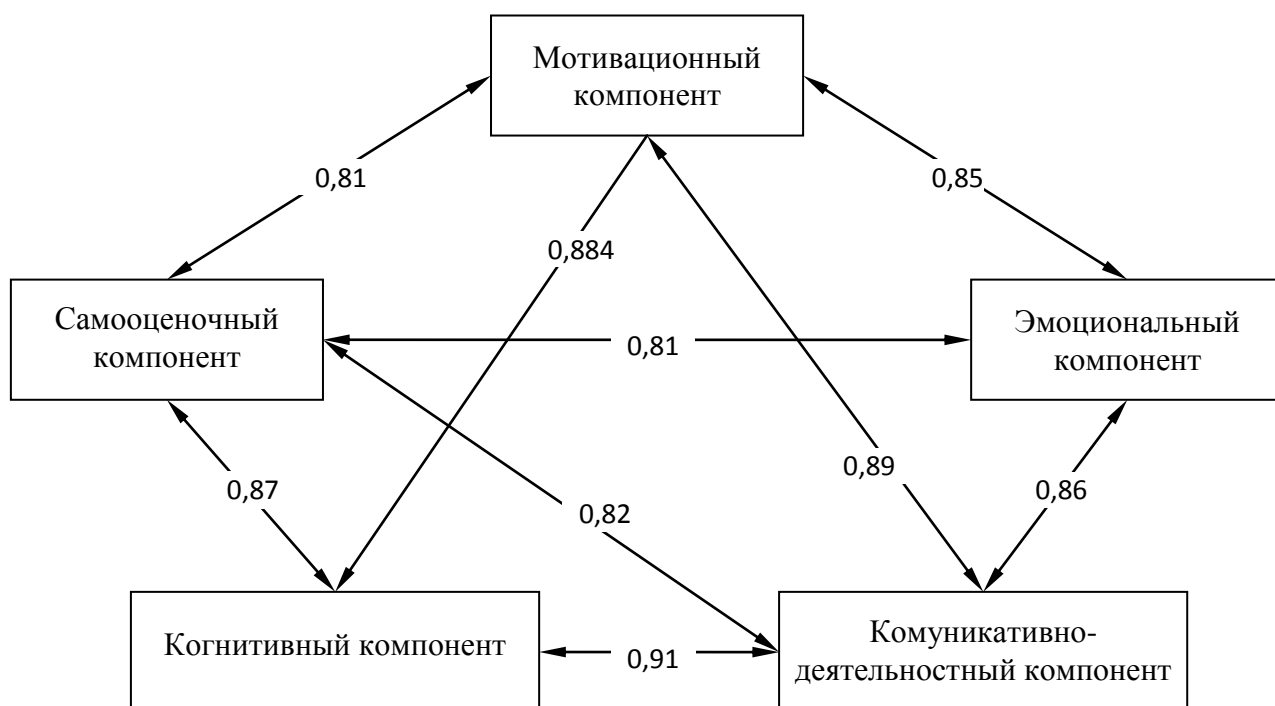 Мотивационный
компонент
0,81
0,85
0,884
Самооценочный
компонент
0,81
Эмоциональный
компонент
0,87
0,82
0,89
0,86
Когнитивный компонент
0,91
Комуникативно-
деятельностный компонент